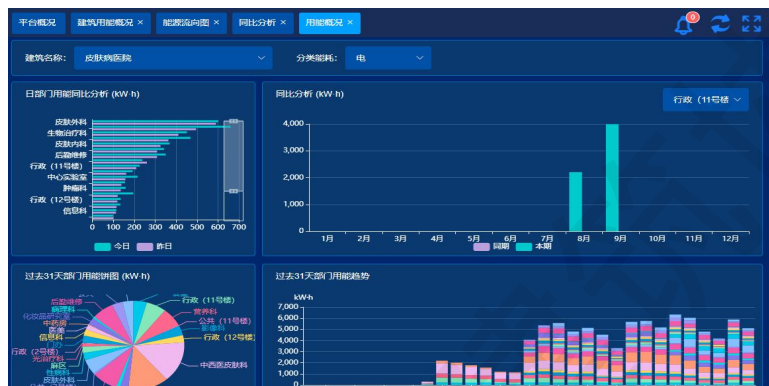 平台概况 建筑用能概况 × 能源流向图 × 同比分析 × 用能概况 ×
0
建筑名称: 皮肤病医院 分类能耗: 电
日部门用能同比分析 (kW·h)
皮肤外科
生物治疗科
皮肤内科
后勤维修
行政 (11号楼)
中心实验室
肿瘤科
行政 (12号楼)
信息科
0 100 200 300 400 500 600 700
今日 昨日
同比分析 (kW·h)
行政 (11号楼
4,000
3,000
2,000
1,000
0
1月 2月 3月 4月 5月 6月 7月 8月 9月 10月 11月 12月
同期 本期
过去31天部门用能饼图 (kW·h)
后勤维修
病理科
化妆品研究室
中药房
医美
信息科
门办
行政 (2号楼)
光治疗科
麻区
性病科
皮肤外科
行政 (11号楼)
营养科
公共 (11号楼)
影像科
行政 (12号楼)
中西医皮肤科
过去31天部门用能趋势
kW·h
7,000
6,000
5,000
4,000
3,000
2,000
1,000
0